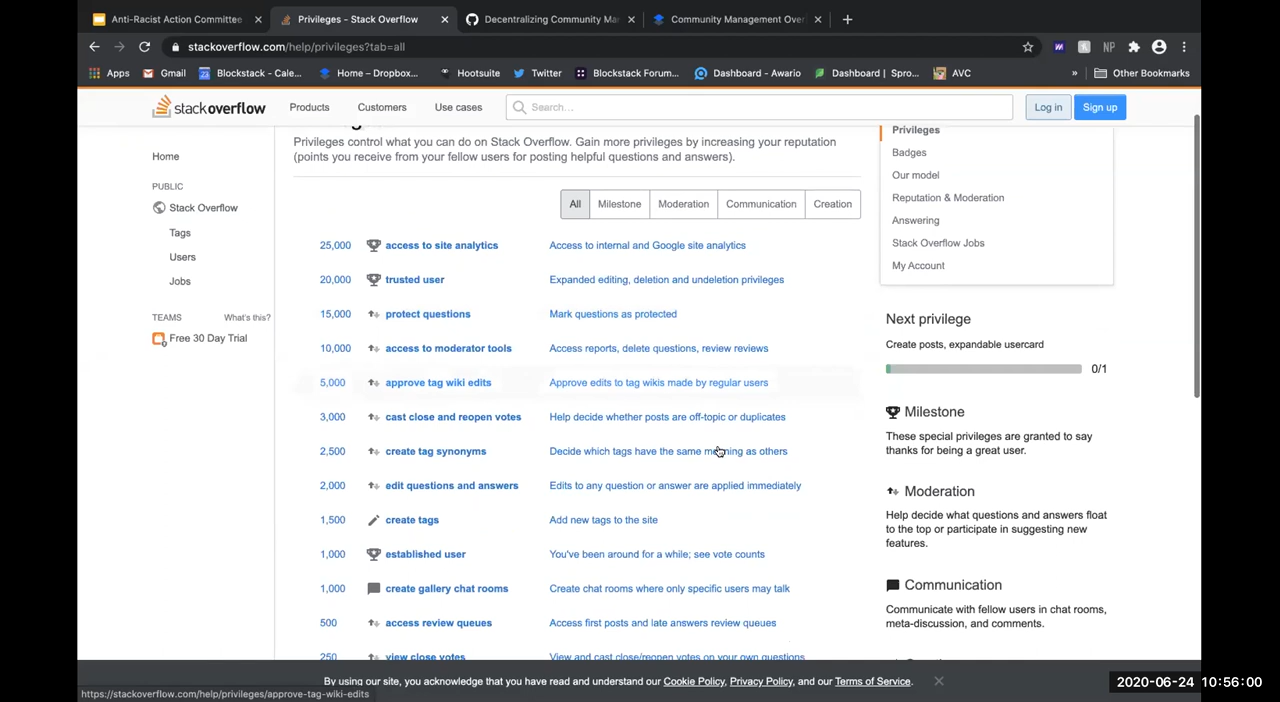 Anti-Racist Action Committee
Privileges - Stack Overflow
Decentralizing Community Ma
Community Management Over
stackoverflow.com/help/privileges?tab=all
Apps
Gmail
Blockstack - Cale...
Home – Dropbox...
Hootsuite
Twitter
Blockstack Forum...
Dashboard - Awario
Dashboard | Spro...
AVC
»
Other Bookmarks
stackoverflow
Products
Customers
Use cases
Search...
Log in
Sign up
Privileges control what you can do on Stack Overflow. Gain more privileges by increasing your reputation
(points you receive from your fellow users for posting helpful questions and answers).
Home
PUBLIC
Stack Overflow
Tags
Users
Jobs
TEAMS What's this?
Free 30 Day Trial
All
Milestone
Moderation
Communication
Creation
25,000 access to site analytics Access to internal and Google site analytics
20,000 trusted user Expanded editing, deletion and undeletion privileges
15,000 protect questions Mark questions as protected
10,000 access to moderator tools Access reports, delete questions, review reviews
5,000 approve tag wiki edits Approve edits to tag wikis made by regular users
3,000 cast close and reopen votes Help decide whether posts are off-topic or duplicates
2,500 create tag synonyms Decide which tags have the same meaning as others
2,000 edit questions and answers Edits to any question or answer are applied immediately
1,500 create tags Add new tags to the site
1,000 established user You've been around for a while; see vote counts
1,000 create gallery chat rooms Create chat rooms where only specific users may talk
500 access review queues Access first posts and late answers review queues
250 view close votes View and cast close/reopen votes on your own questions
Privileges
Badges
Our model
Reputation & Moderation
Answering
Stack Overflow Jobs
My Account
Next privilege
Create posts, expandable usercard
0/1
Milestone
These special privileges are granted to say
thanks for being a great user.
Moderation
Help decide what questions and answers float
to the top or participate in suggesting new
features.
Communication
Communicate with fellow users in chat rooms,
meta-discussion, and comments.
By using our site, you acknowledge that you have read and understand our Cookie Policy, Privacy Policy, and our Terms of Service.
https://stackoverflow.com/help/privileges/approve-tag-wiki-edits
2020-06-24 10:56:00